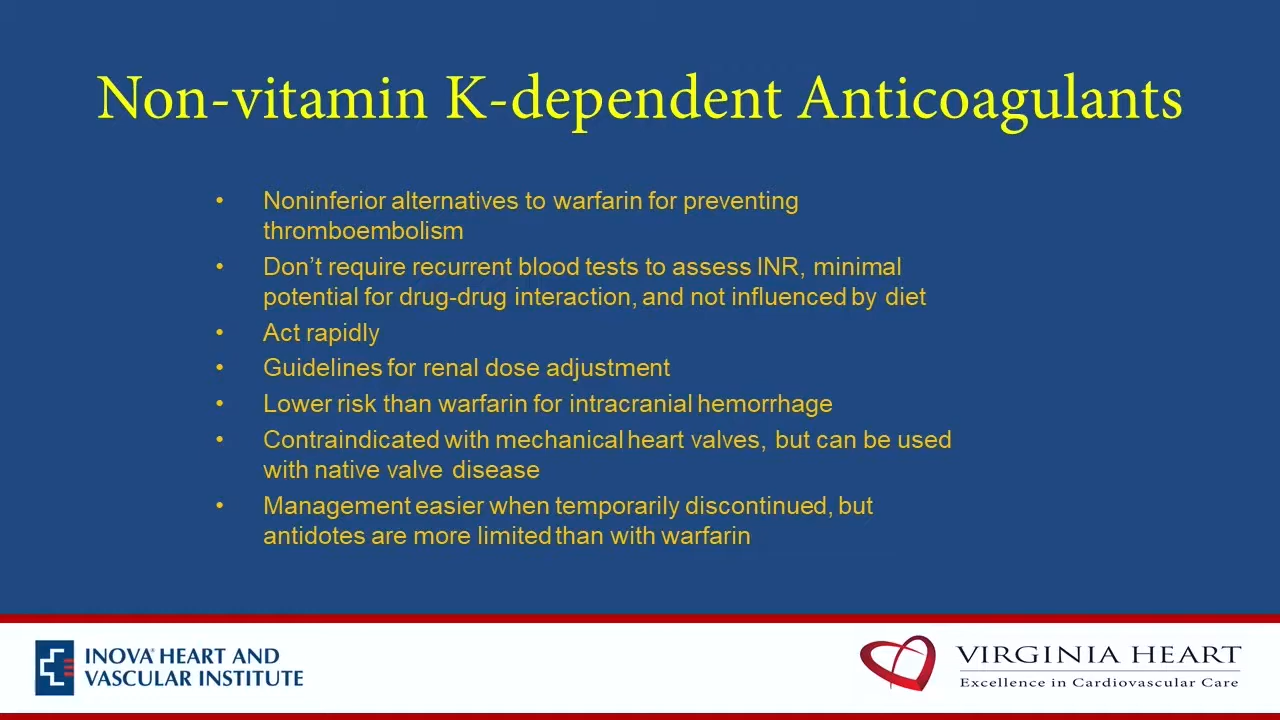 Non-vitamin K-dependent Anticoagulants
• Noninferior alternatives to warfarin for preventing
thromboembolism
• Don’t require recurrent blood tests to assess INR, minimal
potential for drug-drug interaction, and not influenced by diet
• Act rapidly
• Guidelines for renal dose adjustment
• Lower risk than warfarin for intracranial hemorrhage
• Contraindicated with mechanical heart valves, but can be used
with native valve disease
• Management easier when temporarily discontinued, but
antidotes are more limited than with warfarin
INOVA® HEART AND
VASCULAR INSTITUTE
VIRGINIA HEART
Excellence in Cardiovascular Care